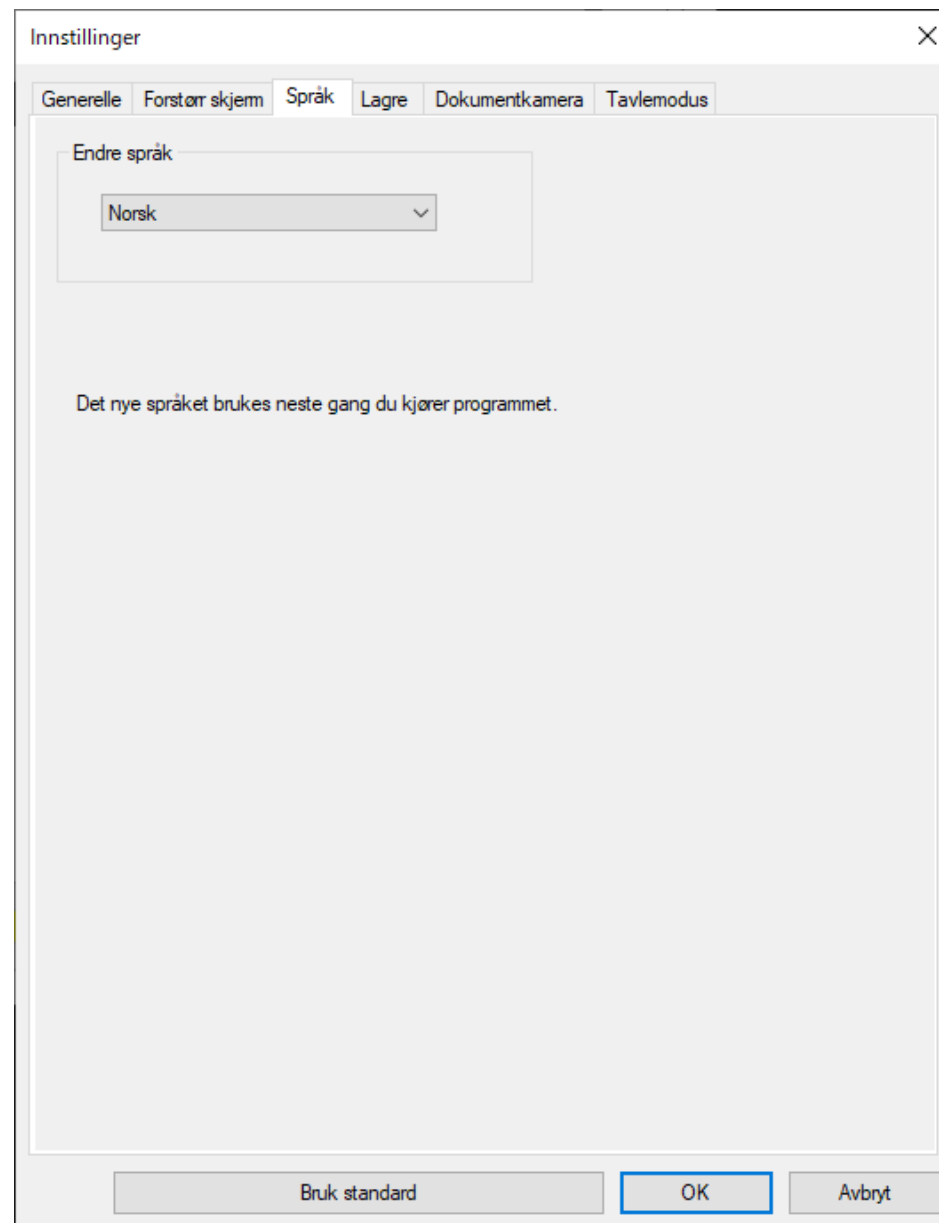 Innstillinger
Generelle Forstørr skjerm Språk Lagre Dokumentkamera Tavlemodus
Endre språk
Norsk
Det nye språket brukes neste gang du kjører programmet.
Bruk standard OK Avbryt